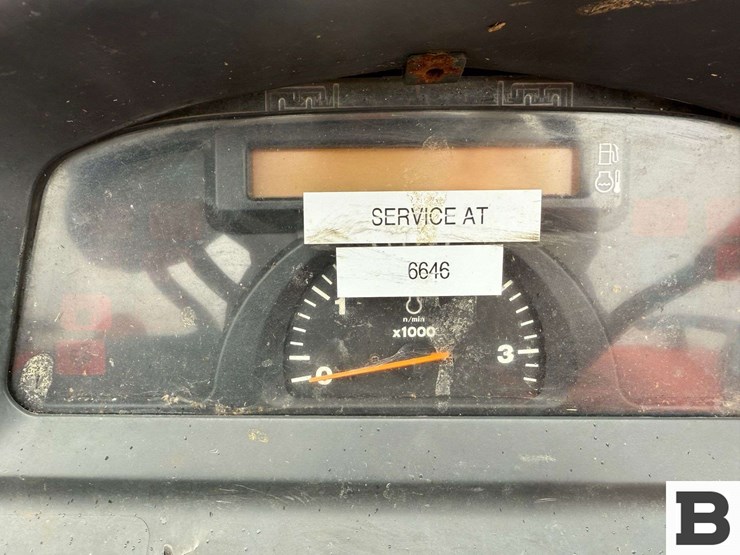 SERVICE AT
6646
1
n/min
x1000
0
3
B